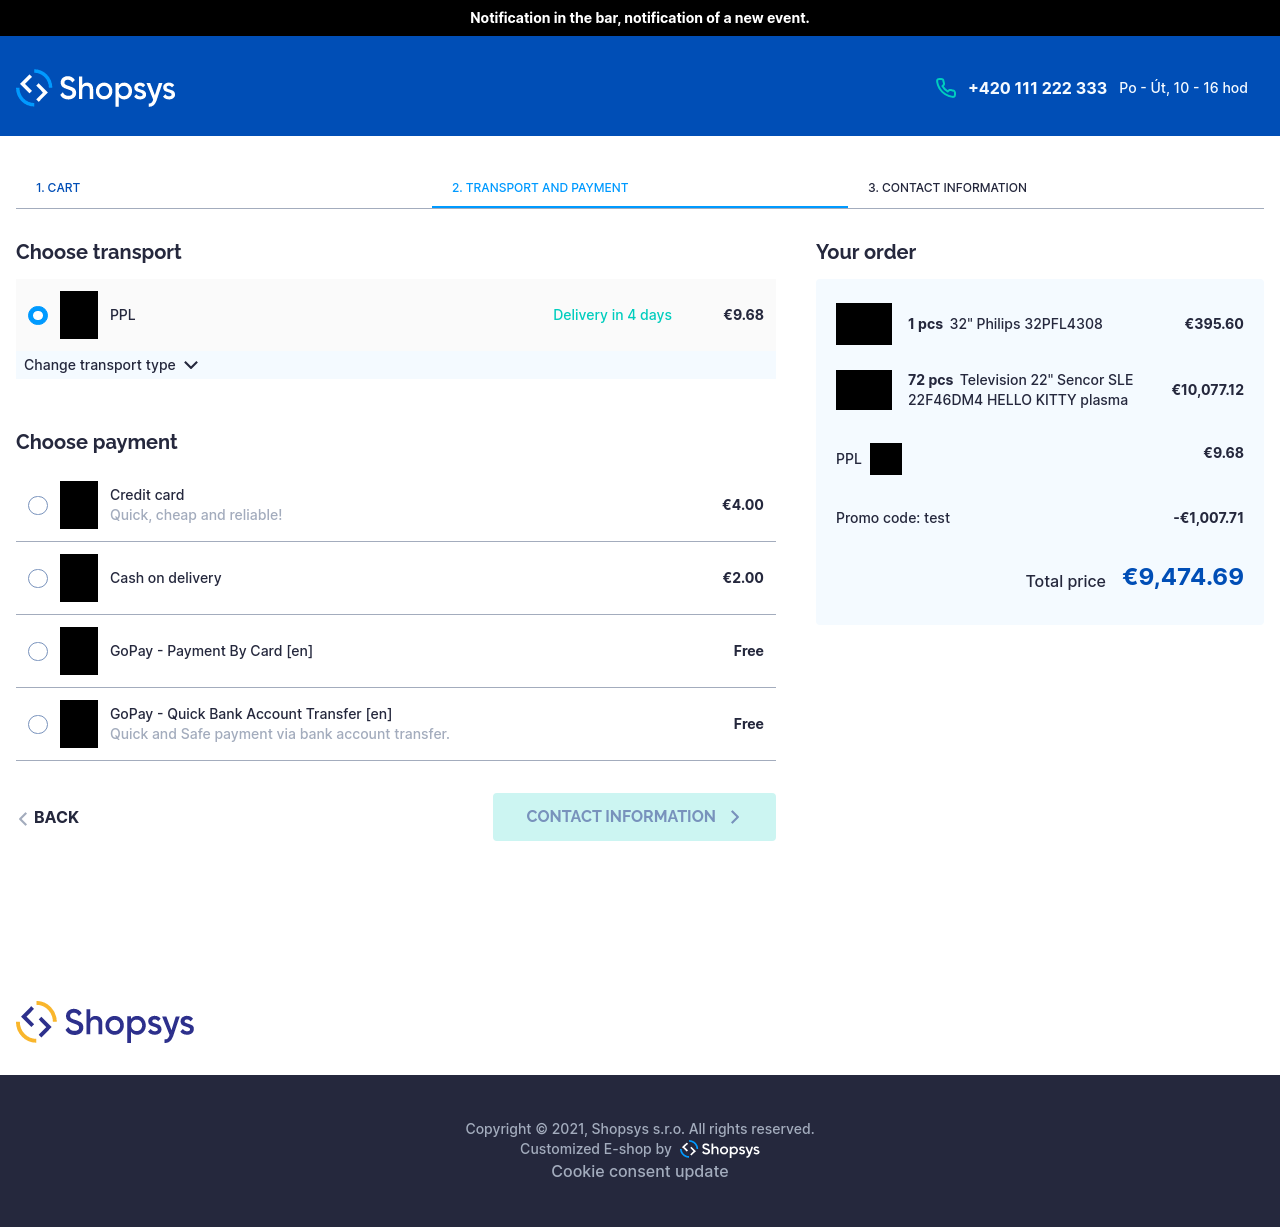 Notification in the bar, notification of a new event.
Shopsys
+420 111 222 333 Po - Út, 10 - 16 hod
1. CART
2. TRANSPORT AND PAYMENT
3. CONTACT INFORMATION
Choose transport
PPL
Delivery in 4 days
€9.68
Change transport type
Choose payment
Credit card
Quick, cheap and reliable!
€4.00
Cash on delivery
€2.00
GoPay - Payment By Card [en]
Free
GoPay - Quick Bank Account Transfer [en]
Quick and Safe payment via bank account transfer.
Free
BACK
CONTACT INFORMATION
Your order
1 pcs 32" Philips 32PFL4308
€395.60
72 pcs Television 22" Sencor SLE
22F46DM4 HELLO KITTY plasma
€10,077.12
PPL
€9.68
Promo code: test
-€1,007.71
Total price €9,474.69
Shopsys
Copyright © 2021, Shopsys s.r.o. All rights reserved.
Customized E-shop by Shopsys
Cookie consent update